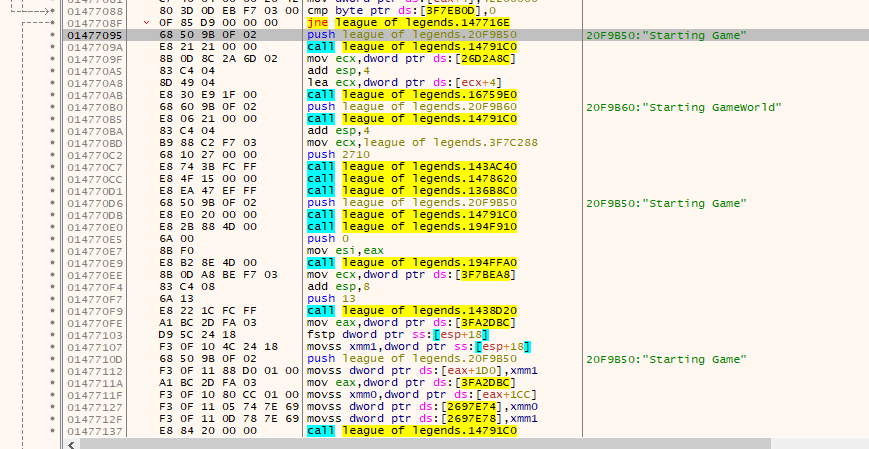 01477088 80 3D 0D EB F7 03 00 cmp byte ptr ds:[3F7EB0D],0
0147708F 0F 85 D9 00 00 00 jne league of legends.147716E
01477095 68 50 9B 0F 02 push league of legends.20F9B50 20F9B50:"Starting Game"
0147709A E8 21 21 00 00 call league of legends.14791C0
0147709F 8B 0D 8C 2A 6D 02 mov ecx,dword ptr ds:[26D2A8C]
014770A5 83 C4 04 add esp,4
014770A8 8D 49 04 lea ecx,dword ptr ds:[ecx+4]
014770AB E8 30 E9 1F 00 call league of legends.16759E0
014770B0 68 60 9B 0F 02 push league of legends.20F9B60 20F9B60:"Starting GameWorld"
014770B5 E8 06 21 00 00 call league of legends.14791C0
014770BA 83 C4 04 add esp,4
014770BD B9 88 C2 F7 03 mov ecx,league of legends.3F7C288
014770C2 68 10 27 00 00 push 2710
014770C7 E8 74 3B FC FF call league of legends.143AC40
014770CC E8 4F 15 00 00 call league of legends.1478620
014770D1 E8 EA 47 EF FF call league of legends.136B8C0
014770D6 68 50 9B 0F 02 push league of legends.20F9B50 20F9B50:"Starting Game"
014770DB E8 E0 20 00 00 call league of legends.14791C0
014770E0 E8 2B 88 4D 00 call league of legends.194F910
014770E5 6A 00 push 0
014770E7 8B F0 mov esi,eax
014770E9 E8 B2 8E 4D 00 call league of legends.194FFA0
014770EE 8B 0D A8 BE F7 03 mov ecx,dword ptr ds:[3F7BEA8]
014770F4 83 C4 08 add esp,8
014770F7 6A 13 push 13
014770F9 E8 22 1C FC FF call league of legends.1438D20
014770FE A1 BC 2D FA 03 mov eax,dword ptr ds:[3FA2DBC]
01477103 D9 5C 24 18 fstp dword ptr ss:[esp+18]
01477107 F3 0F 10 4C 24 18 movss xmm1,dword ptr ss:[esp+18]
0147710D 68 50 9B 0F 02 push league of legends.20F9B50 20F9B50:"Starting Game"
01477112 F3 0F 11 88 D0 01 00 movss dword ptr ds:[eax+1D0],xmm1
0147711A A1 BC 2D FA 03 mov eax,dword ptr ds:[3FA2DBC]
0147711F F3 0F 10 80 CC 01 00 movss xmm0,dword ptr ds:[eax+1CC]
01477127 F3 0F 11 05 74 7E 69 movss dword ptr ds:[2697E74],xmm0
0147712F F3 0F 11 0D 78 7E 69 movss dword ptr ds:[2697E78],xmm1
01477137 E8 84 20 00 00 call league of legends.14791C0